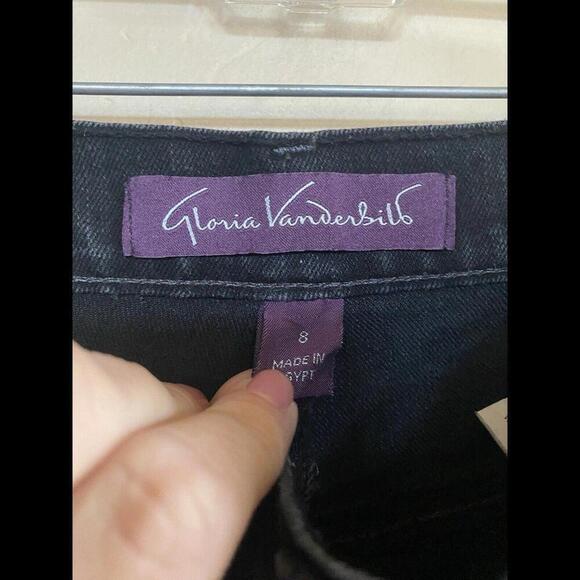 Gloria Vanderbilt
8
MADE IN
GYPT